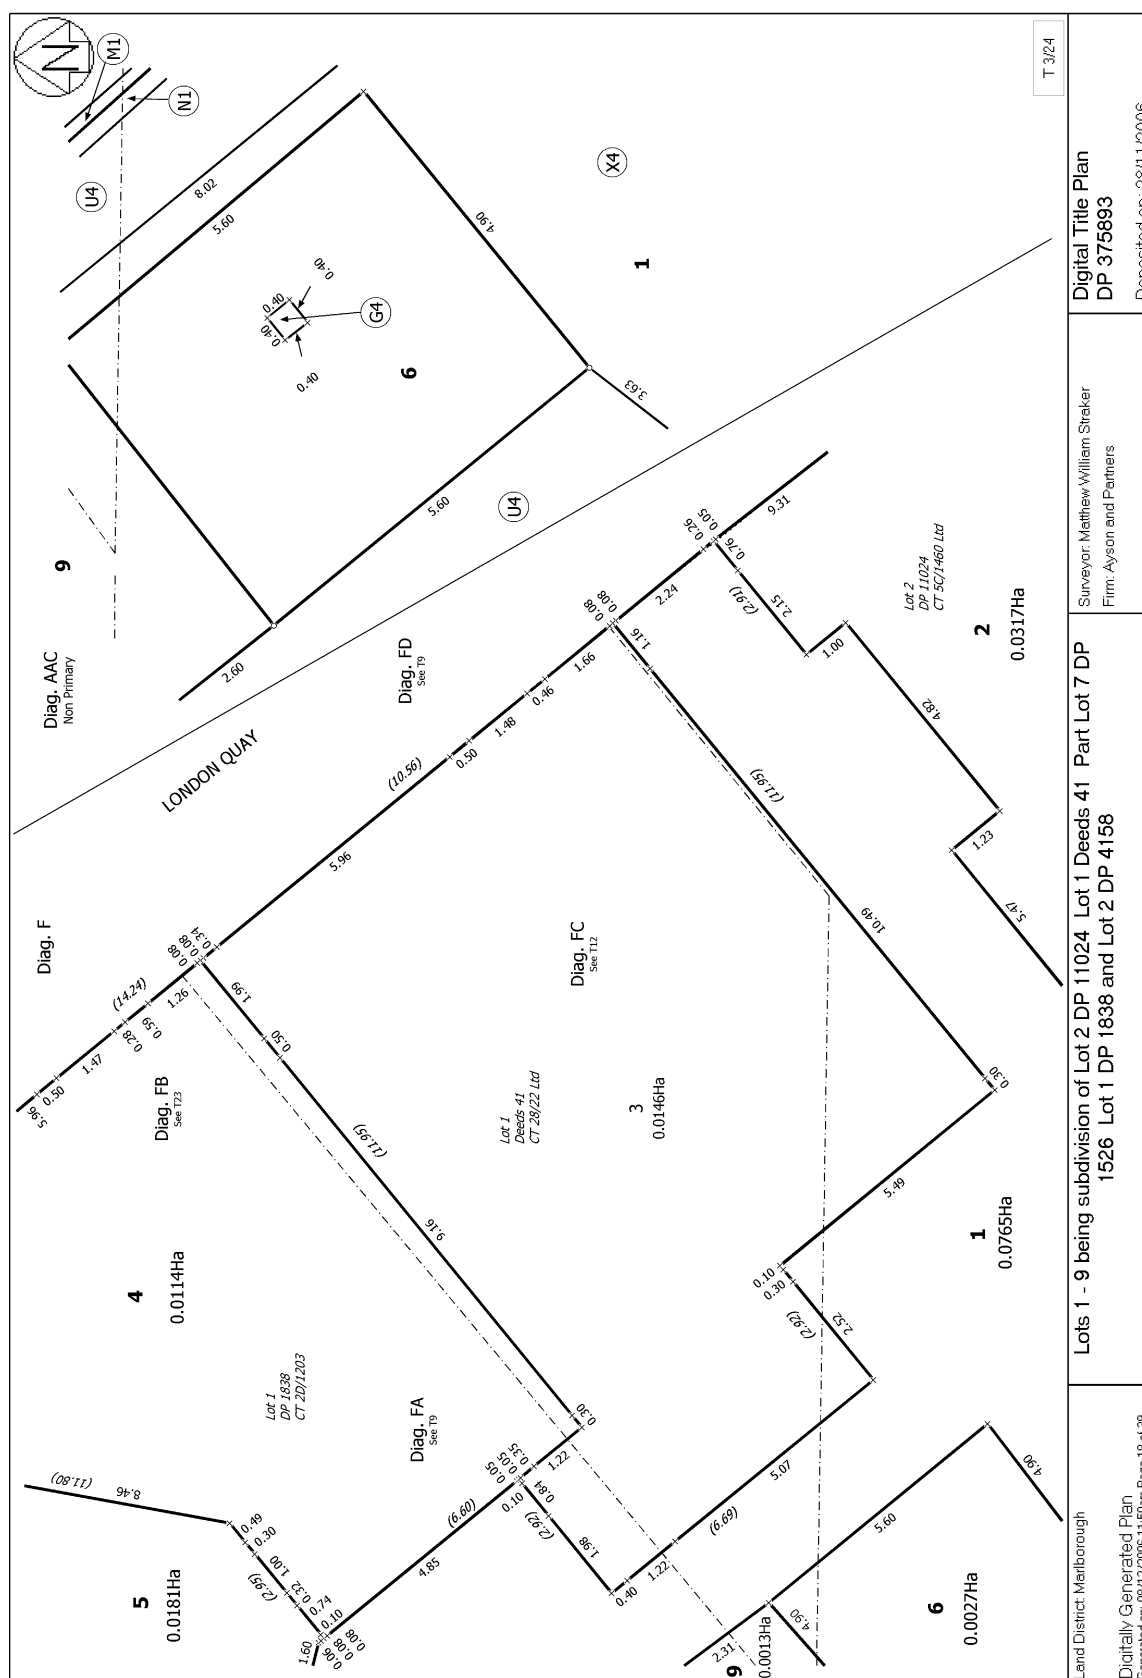 N
M1
N1
U4
8.02
5.60
4.90
X4
T 3/24
0.40
0.40
0.40
0.40
G4
6
1
3.63
9
5.60
U4
2.60
Diag. AAC
Non Primary
LONDON QUAY
Diag. FD
See T9
Diag. F
(10.56)
5.96
0.50
1.48
0.46
1.66
0.08
0.08
2.24
0.26
0.05
9.31
0.76
(2.91)
2.15
1.00
4.82
1.23
5.47
1.16
(11.95)
10.49
0.30
Lot 2
DP 11024
CT 5C/1460 Ltd
2
0.0317Ha
(14.24)
0.08
0.08
0.34
1.26
0.59
0.28
1.47
0.50
5.96
1.99
0.50
(11.95)
9.16
0.30
Diag. FB
See T23
Diag. FC
See T12
Lot 1
Deeds 41
CT 28/22 Ltd
3
0.0146Ha
5.49
0.10
0.30
(2.92)
2.52
1
0.0765Ha
4
0.0114Ha
Lot 1
DP 1838
CT 2D/1203
Diag. FA
See T9
(11.80)
8.46
0.49
0.30
1.00
(2.95)
0.32
0.74
0.10
0.08
0.08
0.06
1.60
5
0.0181Ha
(6.60)
4.85
0.05
0.05
0.35
1.22
0.10
0.84
(2.92)
1.98
0.40
1.22
(6.69)
5.07
5.60
4.90
4.90
2.31
9
0.0013Ha
6
0.0027Ha
Land District: Marlborough
Digitally Generated Plan
Lots 1 - 9 being subdivision of Lot 2 DP 11024 Lot 1 Deeds 41 Part Lot 7 DP
1526 Lot 1 DP 1838 and Lot 2 DP 4158
Surveyor: Matthew William Straker
Firm: Ayson and Partners
Digital Title Plan
DP 375893
Deposited on: 28/11/2006